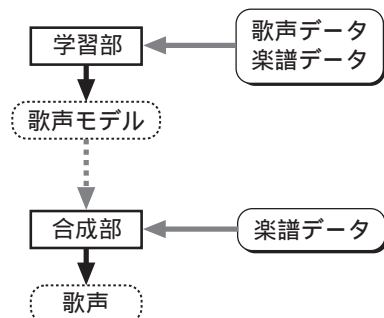 学習部
歌声データ
楽譜データ
歌声モデル
合成部
楽譜データ
歌声